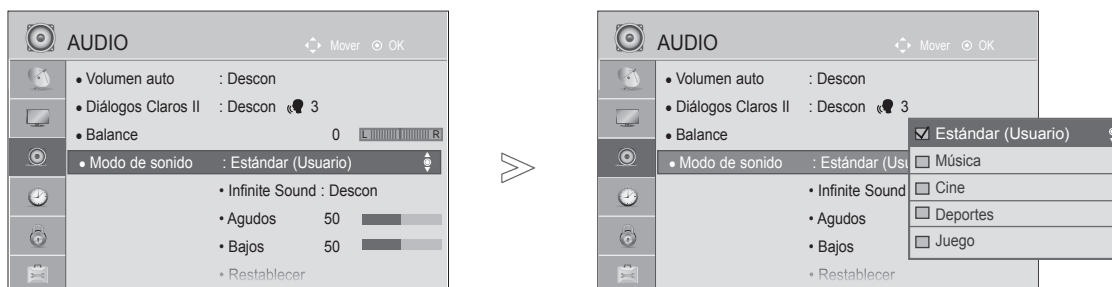 AUDIO
Mover OK
Volumen auto : Descon
Diálogos Claros II : Descon 3
Balance 0 L R
Modo de sonido : Estándar (Usuario)
• Infinite Sound : Descon
• Agudos 50
• Bajos 50
• Restablecer
AUDIO
Mover OK
Volumen auto : Descon
Diálogos Claros II : Descon 3
Balance
Modo de sonido : Estándar (Usu
• Infinite Sound
• Agudos
• Bajos
• Restablecer
Estándar (Usuario)
Música
Cine
Deportes
Juego